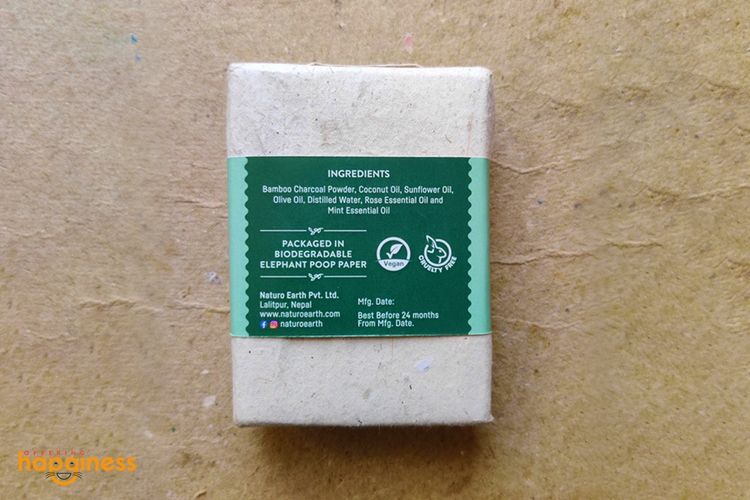 INGREDIENTS
Bamboo Charcoal Powder, Coconut Oil, Sunflower Oil,
Olive Oil, Distilled Water, Rose Essential Oil and
Mint Essential Oil
PACKAGED IN
BIODEGRADABLE
ELEPHANT POOP PAPER
Vegan
CRUELTY FREE
Naturo Earth Pvt. Ltd.
Lalitpur, Nepal
www.naturoearth.com
naturoearth
Mfg. Date:
Best Before 24 months
From Mfg. Date.
OFFERING
happiness